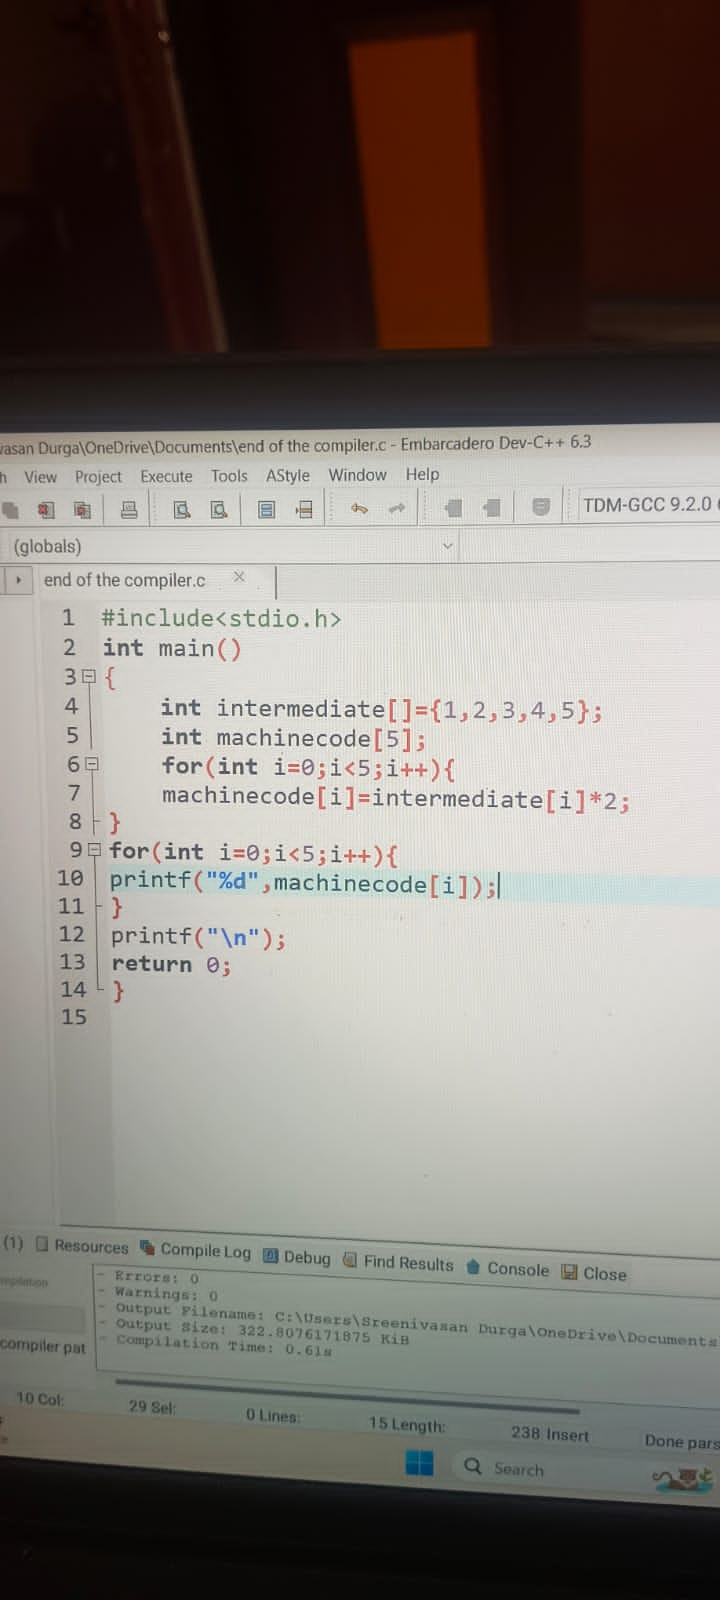 vasan Durga\OneDrive\Documents\end of the compiler.c - Embarcadero Dev-C++ 6.3
h View Project Execute Tools AStyle Window Help
TDM-GCC 9.2.0
(globals)
end of the compiler.c
1 #include<stdio.h>
2 int main()
3 {
4 int intermediate[]={1,2,3,4,5};
5 int machinecode[5];
6 for(int i=0;i<5;i++){
7 machinecode[i]=intermediate[i]*2;
8 }
9 for(int i=0;i<5;i++){
10 printf("%d",machinecode[i]);
11 }
12 printf("\n");
13 return 0;
14 }
15
(1) Resources Compile Log Debug Find Results Console Close
- Errors: 0
- Warnings: 0
- Output Filename: C:\Users\Sreenivasan Durga\OneDrive\Documents
- Output Size: 322.8076171875 KiB
- Compilation Time: 0.61s
compiler pat
10 Col: 29 Sel: 0 Lines: 15 Length: 238 Insert Done pars
Search